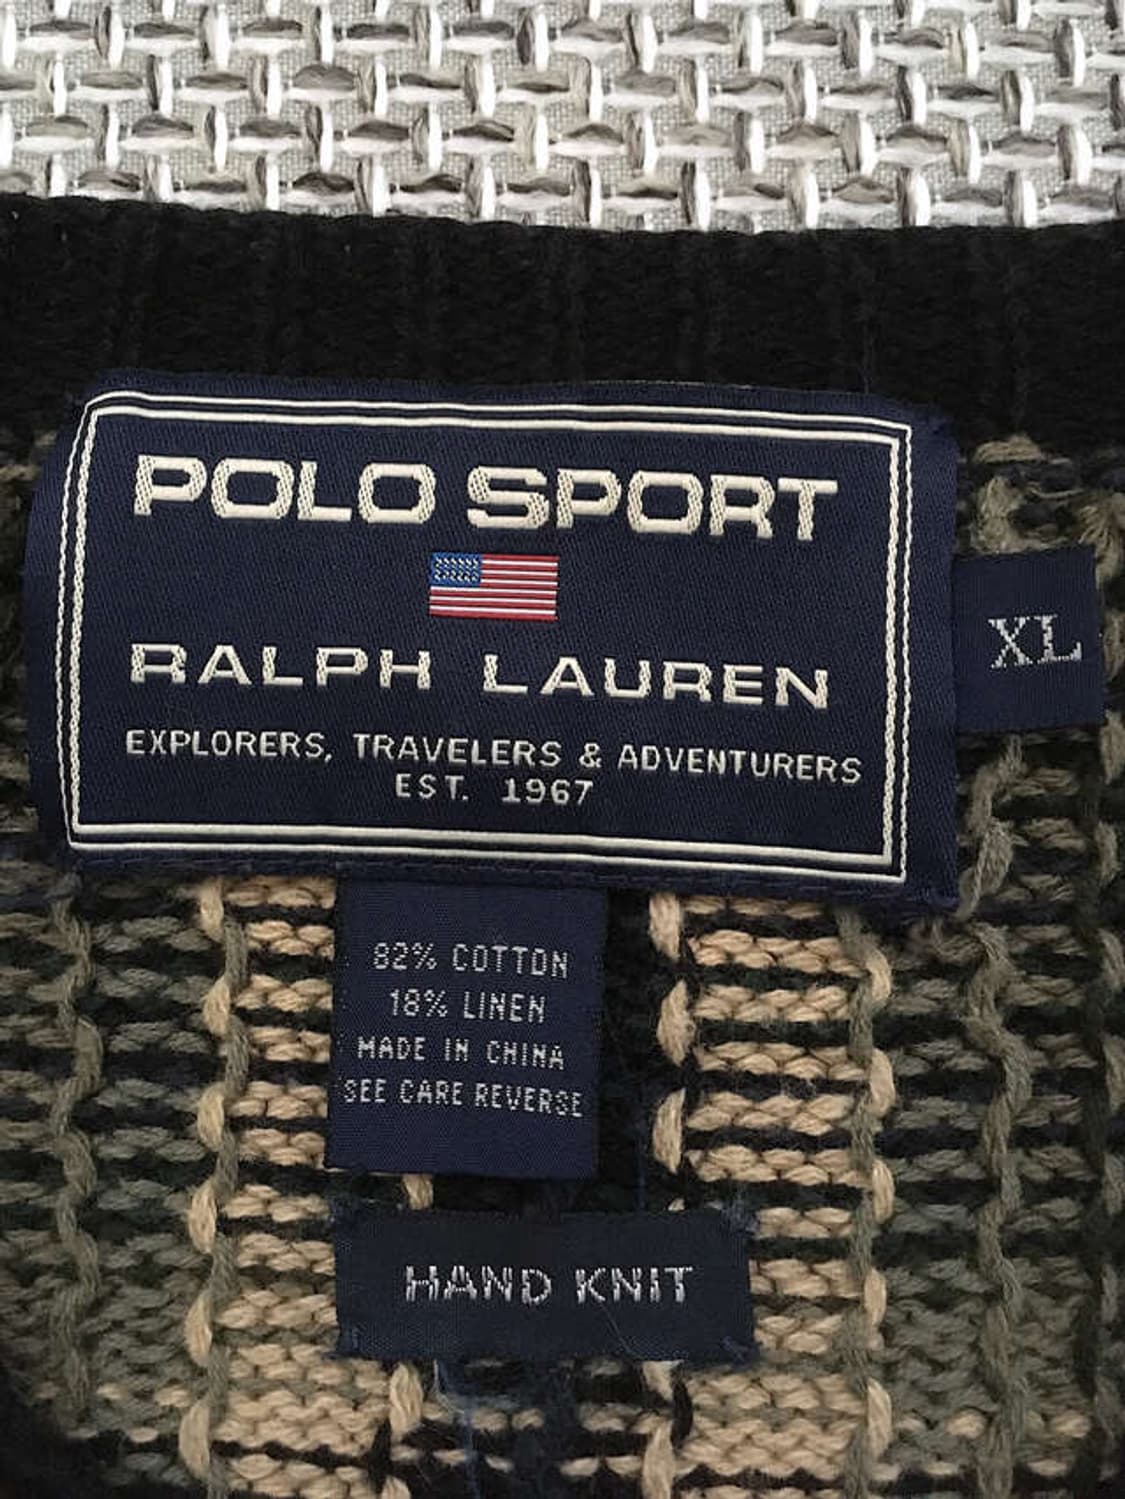 POLO SPORT
RALPH LAUREN
EXPLORERS, TRAVELERS & ADVENTURERS
EST. 1967
XL
82% COTTON
18% LINEN
MADE IN CHINA
SEE CARE REVERSE
HAND KNIT